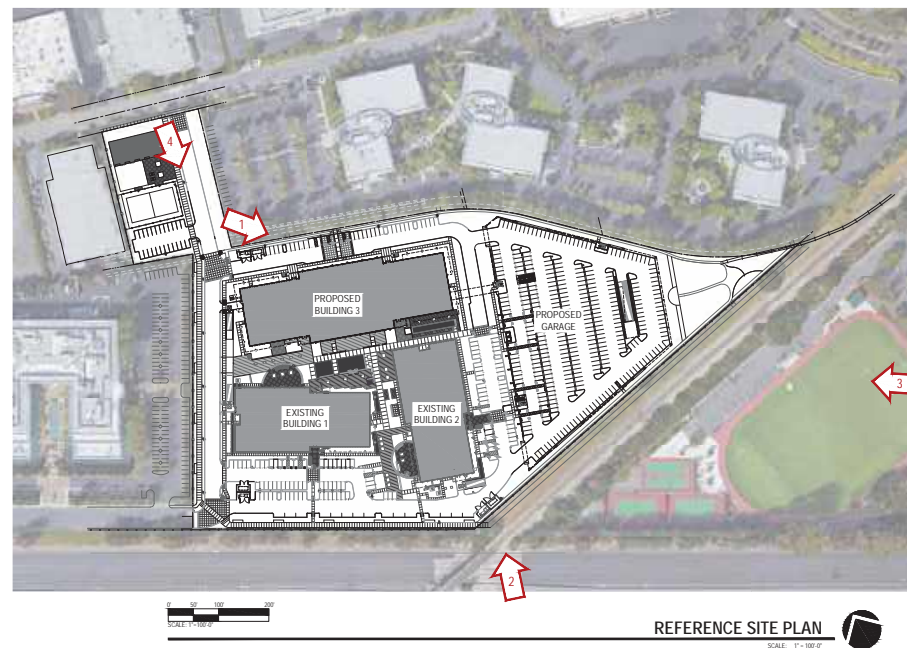 4
1
PROPOSED
BUILDING 3
PROPOSED
GARAGE
3
EXISTING
BUILDING 1
EXISTING
BUILDING 2
2
0' 50' 100' 200'
SCALE: 1"=100'-0"
REFERENCE SITE PLAN
SCALE: 1" = 100'-0"